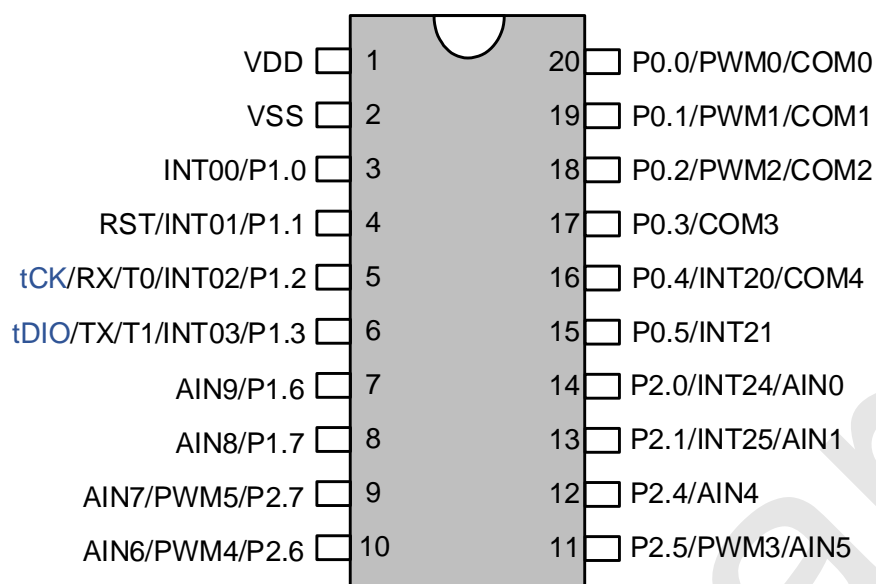 VDD 1 20 P0.0/PWM0/COM0
VSS 2 19 P0.1/PWM1/COM1
INT00/P1.0 3 18 P0.2/PWM2/COM2
RST/INT01/P1.1 4 17 P0.3/COM3
tCK/RX/T0/INT02/P1.2 5 16 P0.4/INT20/COM4
tDIO/TX/T1/INT03/P1.3 6 15 P0.5/INT21
AIN9/P1.6 7 14 P2.0/INT24/AIN0
AIN8/P1.7 8 13 P2.1/INT25/AIN1
AIN7/PWM5/P2.7 9 12 P2.4/AIN4
AIN6/PWM4/P2.6 10 11 P2.5/PWM3/AIN5